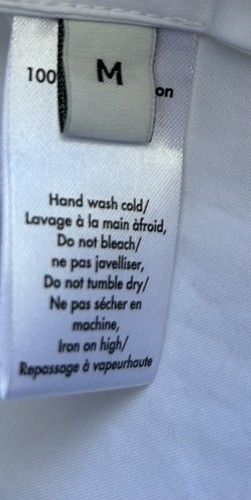 M
100
on
Hand wash cold/
Lavage à la main àfroid,
Do not bleach/
ne pas javelliser,
Do not tumble dry/
Ne pas sécher en
machine,
Iron on high/
Repassage à vapeurhaute